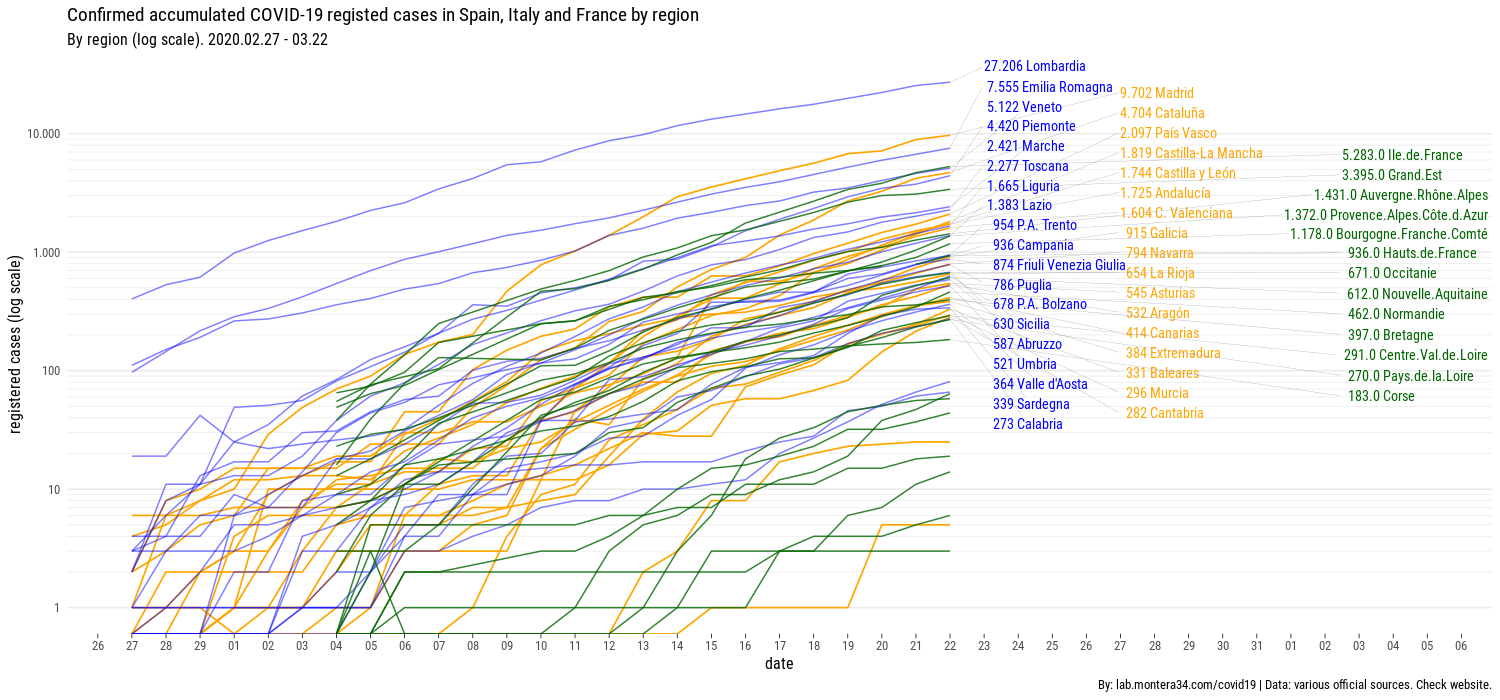 Confirmed accumulated COVID-19 registed cases in Spain, Italy and France by region
By region (log scale). 2020.02.27 - 03.22
registered cases (log scale)
10.000
1.000
100
10
1
27.206 Lombardia
7.555 Emilia Romagna
5.122 Veneto
4.420 Piemonte
2.421 Marche
2.277 Toscana
1.665 Liguria
1.383 Lazio
954 P.A. Trento
936 Campania
874 Friuli Venezia Giulia
786 Puglia
678 P.A. Bolzano
630 Sicilia
587 Abruzzo
521 Umbria
364 Valle d'Aosta
339 Sardegna
273 Calabria
9.702 Madrid
4.704 Cataluña
2.097 País Vasco
1.819 Castilla-La Mancha
1.744 Castilla y León
1.725 Andalucía
1.604 C. Valenciana
915 Galicia
794 Navarra
654 La Rioja
545 Asturias
532 Aragón
414 Canarias
384 Extremadura
331 Baleares
296 Murcia
282 Cantabria
5.283.0 Ile.de.France
3.395.0 Grand.Est
1.431.0 Auvergne.Rhône.Alpes
1.372.0 Provence.Alpes.Côte.d.Azur
1.178.0 Bourgogne.Franche.Comté
936.0 Hauts.de.France
671.0 Occitanie
612.0 Nouvelle.Aquitaine
462.0 Normandie
397.0 Bretagne
291.0 Centre.Val.de.Loire
270.0 Pays.de.la.Loire
183.0 Corse
26 27 28 29 01 02 03 04 05 06 07 08 09 10 11 12 13 14 15 16 17 18 19 20 21 22 23 24 25 26 27 28 29 30 31 01 02 03 04 05 06
date
By: lab.montera34.com/covid19 | Data: various official sources. Check website.